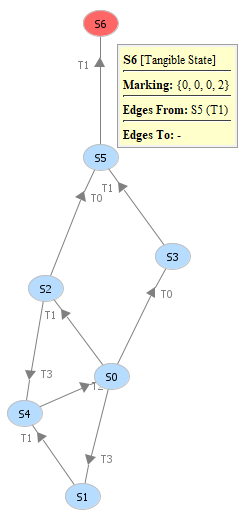 S6
T1
S6 [Tangible State]
Marking: {0, 0, 0, 2}
Edges From: S5 (T1)
Edges To: -
S5
T1
T0
S3
S2
T0
T1
T3
S0
S4
T1
T3
S1